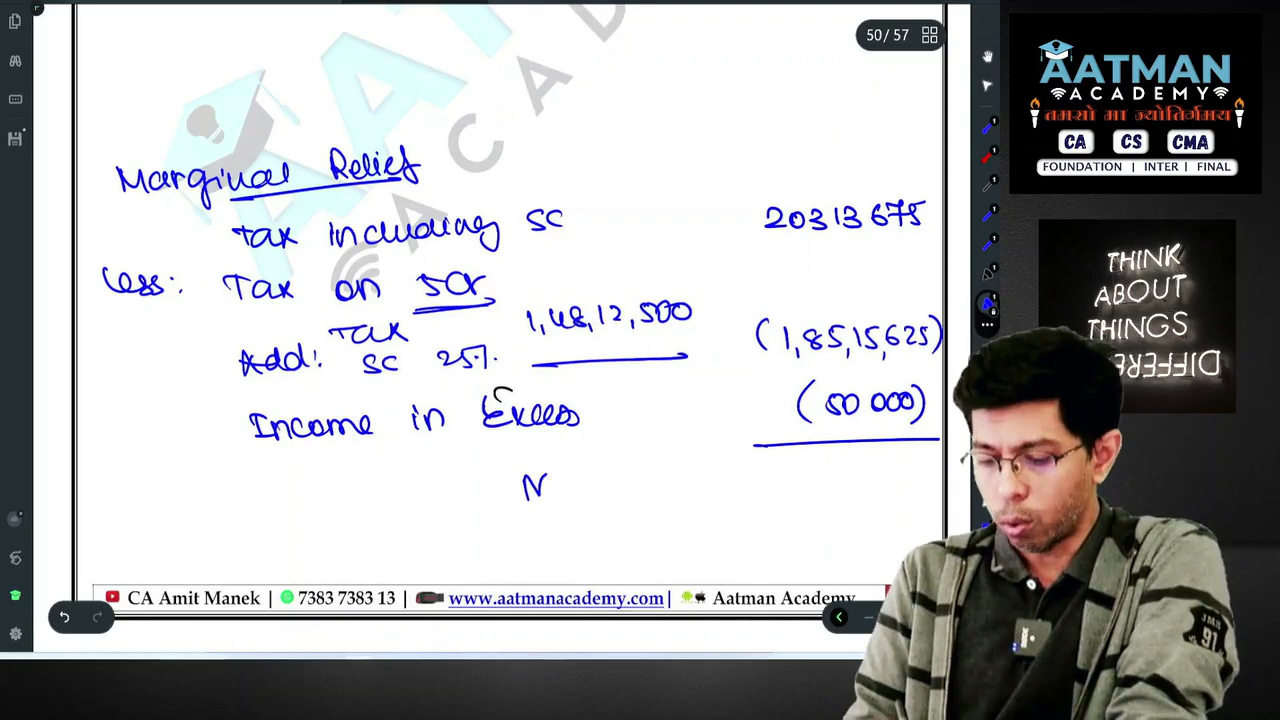 50 / 57
Marginal Relief
Tax including SC 20313675
Less: Tax on 5Cr
Tax 1,48,12,500
Add: SC 25%. (1,85,15,625)
Income in Excess (50 000)
N
CA Amit Manek | 7383 7383 13 | www.aatmanacademy.com | Aatman Academy
AATMAN
ACADEMY
तमसो मा ज्योतिर्गमय
CA CS CMA
FOUNDATION | INTER | FINAL
THINK
ABOUT
THINGS
91